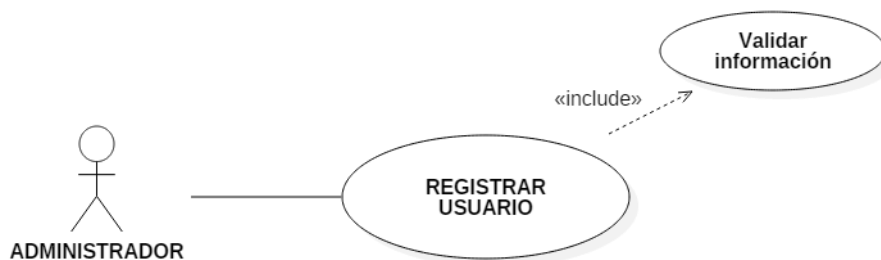 Validar
información
«include»
REGISTRAR
USUARIO
ADMINISTRADOR